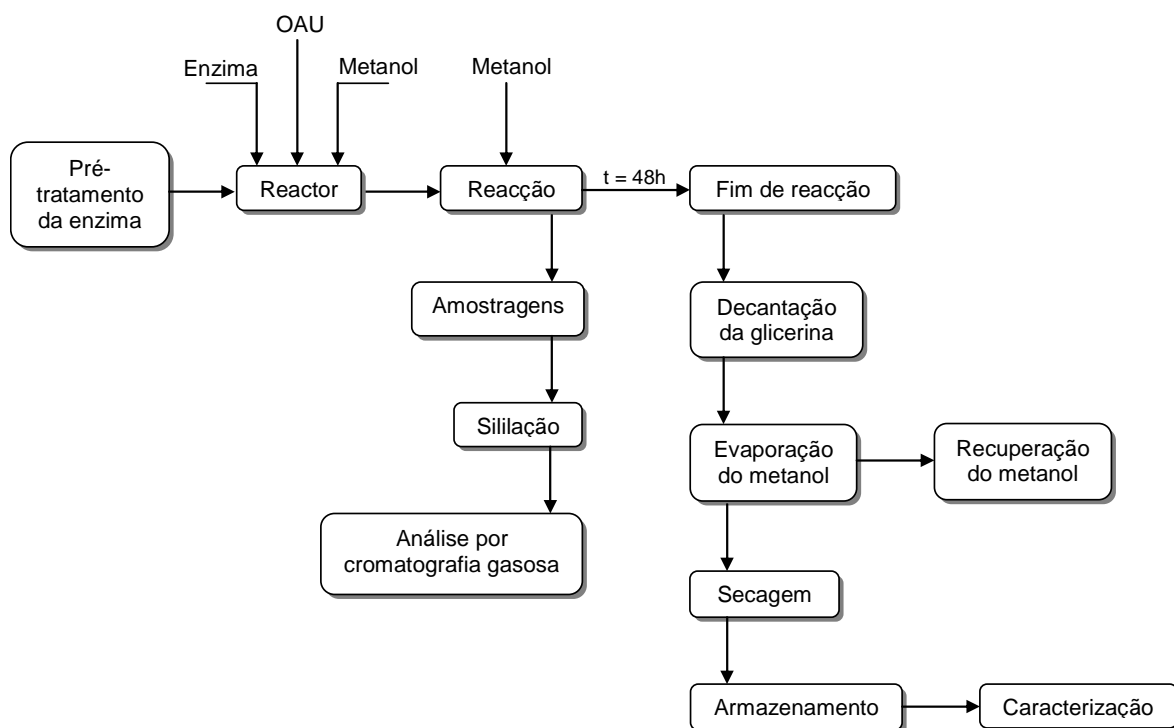 OAU
Enzima
Metanol
Metanol
Pré-
tratamento
da enzima
Reactor
Reacção
t = 48h
Fim de reacção
Amostragens
Decantação
da glicerina
Sililação
Evaporação
do metanol
Recuperação
do metanol
Análise por
cromatografia gasosa
Secagem
Armazenamento
Caracterização